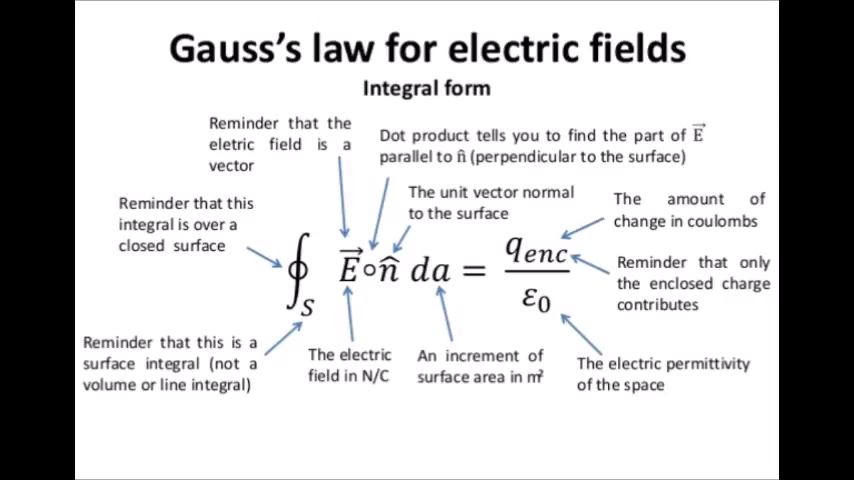 Gauss's law for electric fields
Integral form
Reminder that the
eletric field is a
vector
Dot product tells you to find the part of E⃗
parallel to n̂ (perpendicular to the surface)
The unit vector normal
to the surface
The amount of
change in coulombs
Reminder that this
integral is over a
closed surface
∮_S E⃗∘n̂ da = q_enc / ε_0
Reminder that only
the enclosed charge
contributes
Reminder that this is a
surface integral (not a
volume or line integral)
The electric
field in N/C
An increment of
surface area in m²
The electric permittivity
of the space